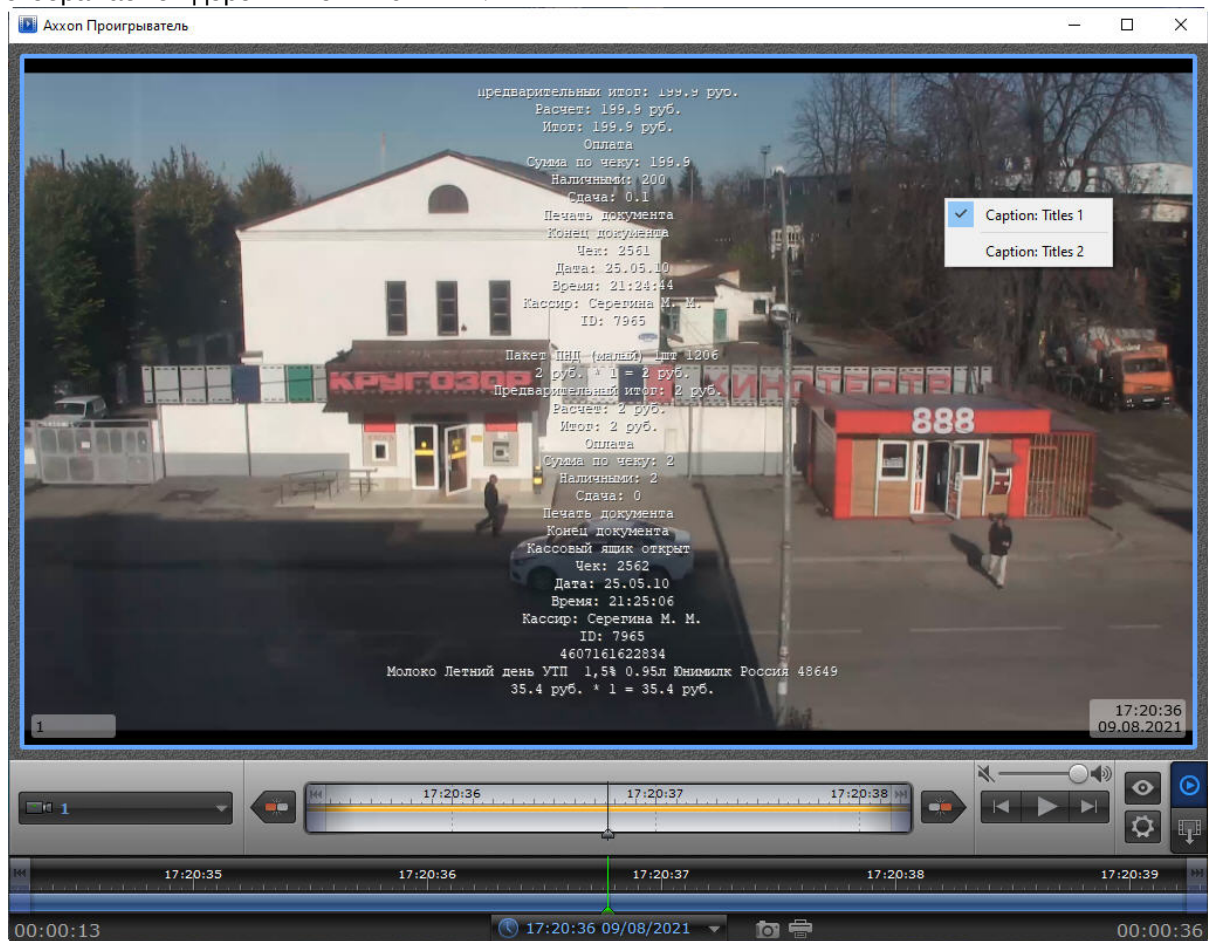 Аххon Проигрыватель
Предварительный итог: 199.9 руб.
Расчет: 199.9 руб.
Итог: 199.9 руб.
Оплата
Сумма по чеку: 199.9
Наличными: 200
Сдача: 0.1
Печать документа
Конец документа
Чек: 2561
Дата: 25.05.10
Время: 21:24:44
Кассир: Серегина М. М.
ID: 7965
Caption: Titles 1
Caption: Titles 2
Пакет ПНД (малый) 1шт 1206
2 руб. * 1 = 2 руб.
Предварительный итог: 2 руб.
Расчет: 2 руб.
Итог: 2 руб.
Оплата
Сумма по чеку: 2
Наличными: 2
Сдача: 0
Печать документа
Конец документа
Кассовый ящик открыт
Чек: 2562
Дата: 25.05.10
Время: 21:25:06
Кассир: Серегина М. М.
ID: 7965
4607161622834
Молоко Летний день УТП 1,5% 0.95л Юнимилк Россия 48649
35.4 руб. * 1 = 35.4 руб.
КРУГОЗОР
КИНОТЕАТР
888
1
17:20:36
09.08.2021
1
17:20:36 17:20:37 17:20:38
17:20:35 17:20:36 17:20:37 17:20:38 17:20:39
00:00:13 17:20:36 09/08/2021 00:00:36